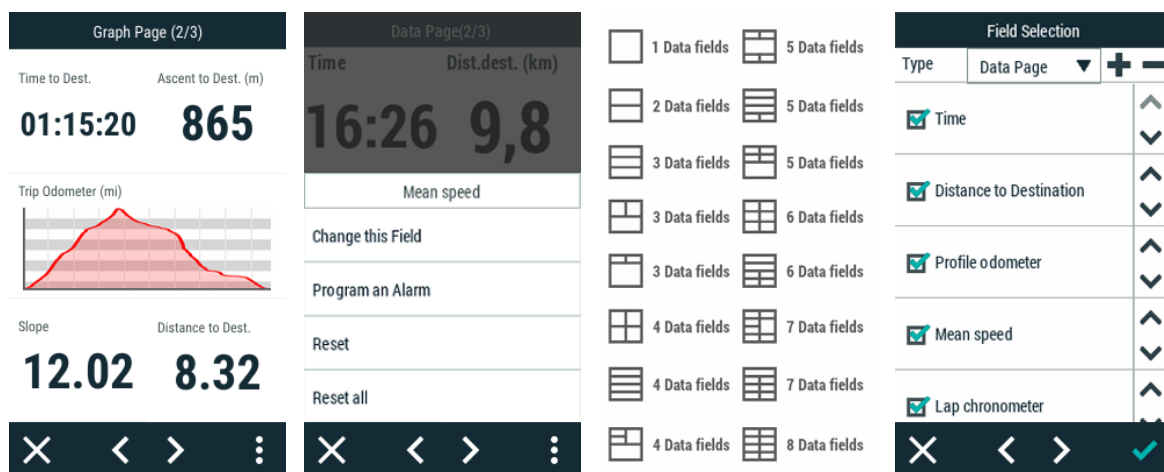 Graph Page (2/3)
Time to Dest. Ascent to Dest. (m)
01:15:20 865
Trip Odometer (mi)
Slope Distance to Dest.
12.02 8.32
Data Page(2/3)
Time Dist.dest. (km)
16:26 9,8
Mean speed
Change this Field
Program an Alarm
Reset
Reset all
1 Data fields 5 Data fields
2 Data fields 5 Data fields
3 Data fields 5 Data fields
3 Data fields 6 Data fields
3 Data fields 6 Data fields
4 Data fields 7 Data fields
4 Data fields 7 Data fields
4 Data fields 8 Data fields
Field Selection
Type Data Page
Time
Distance to Destination
Profile odometer
Mean speed
Lap chronometer